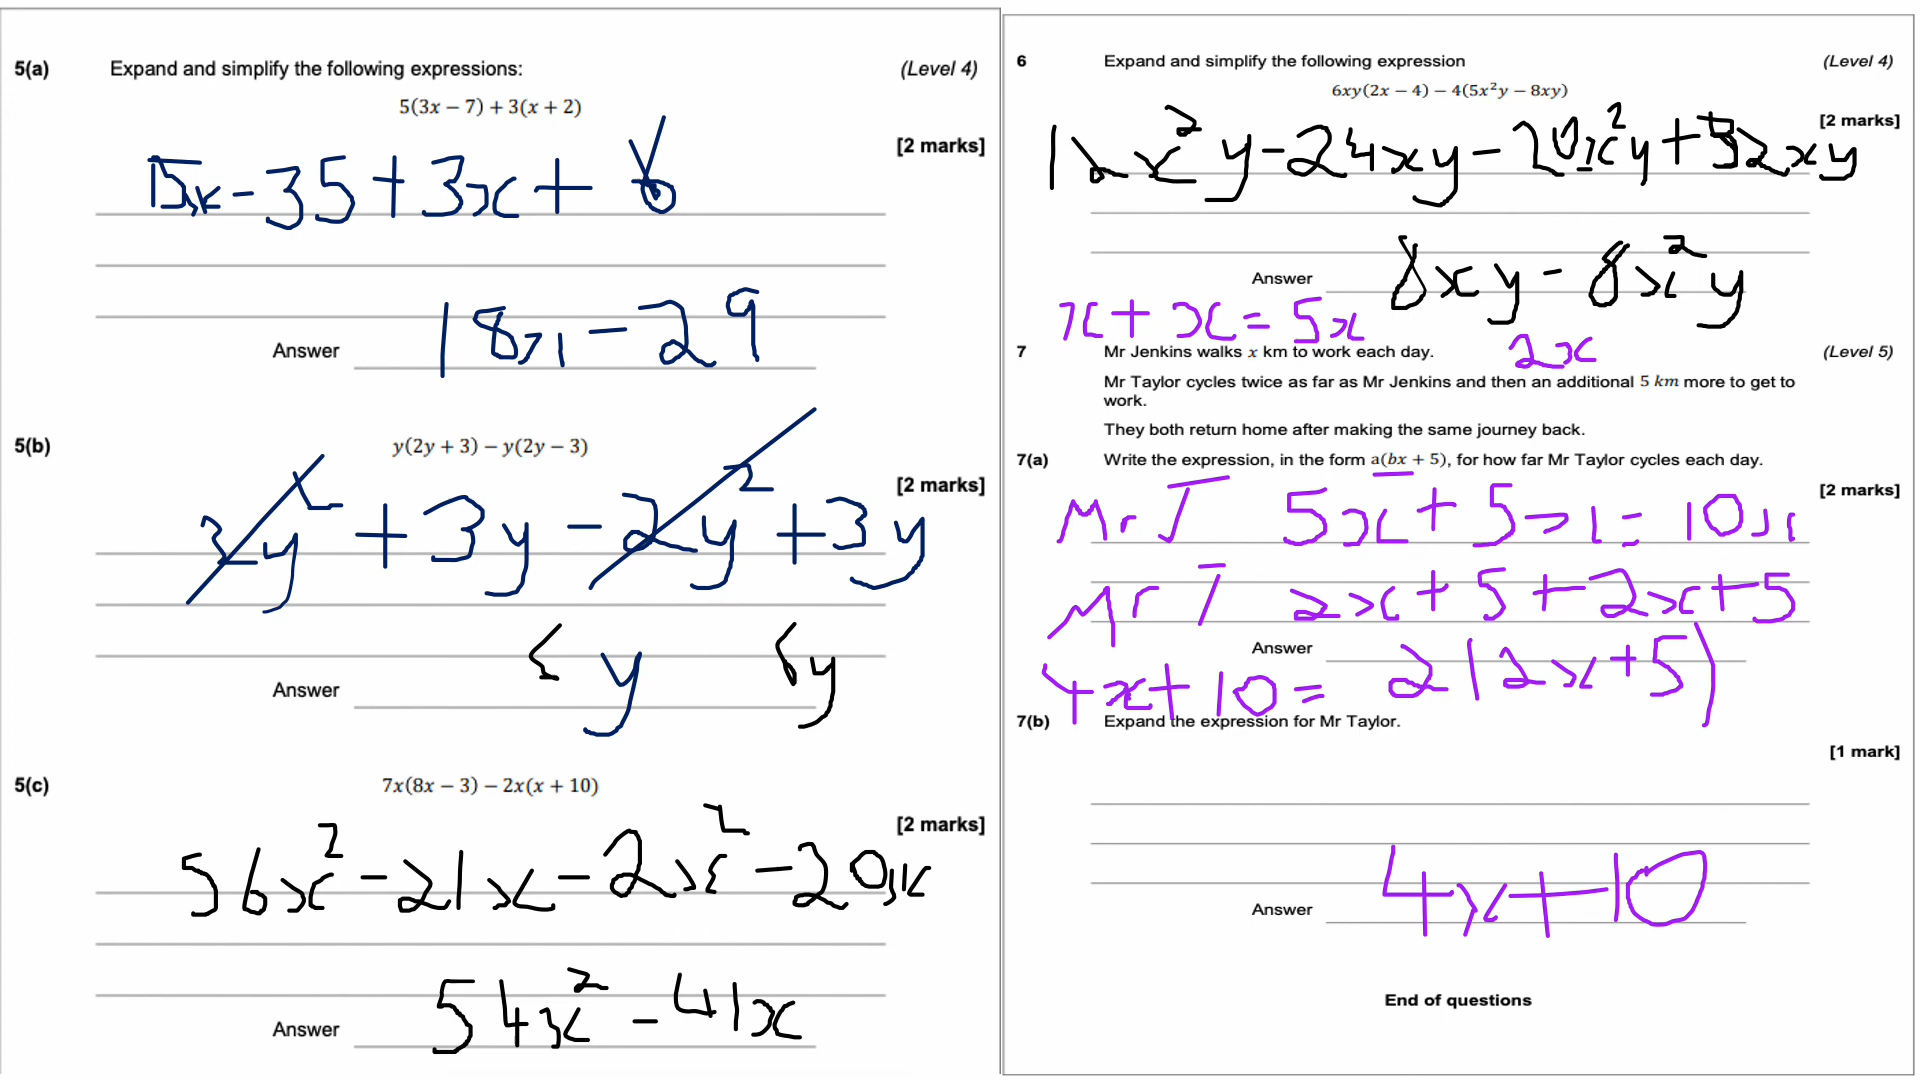 5(a) Expand and simplify the following expressions: (Level 4)
5(3x − 7) + 3(x + 2)
[2 marks]
15x - 35 + 3x + 6
Answer 18x - 29
5(b) y(2y + 3) − y(2y − 3)
[2 marks]
2y² + 3y - 2y² + 3y
Answer y 6y
5(c) 7x(8x − 3) − 2x(x + 10)
[2 marks]
56x² - 21x - 2x² - 20x
Answer 54x² - 41x
6 Expand and simplify the following expression (Level 4)
6xy(2x − 4) − 4(5x²y − 8xy)
[2 marks]
12x²y - 24xy - 20x²y + 32xy
Answer 8xy - 8x²y
x + x = 5x
2x
7 Mr Jenkins walks x km to work each day. (Level 5)
Mr Taylor cycles twice as far as Mr Jenkins and then an additional 5 km more to get to
work.
They both return home after making the same journey back.
7(a) Write the expression, in the form a(bx + 5), for how far Mr Taylor cycles each day.
[2 marks]
Mr J 5x + 5x = 10x
Mr T 2x + 5 + 2x + 5
Answer
4x + 10 = 2(2x + 5)
7(b) Expand the expression for Mr Taylor.
[1 mark]
Answer 4x + 10
End of questions